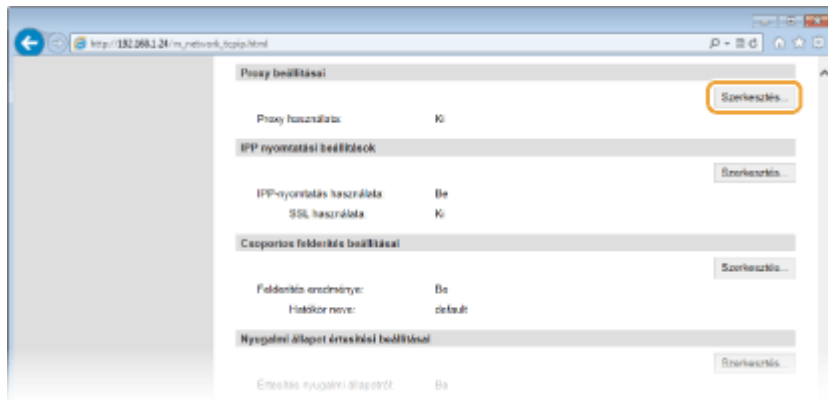 http://192.168.1.24/m_network_tcpip.html
Proxy beállításai
Szerkesztés...
Proxy használata: Ki
IPP nyomtatási beállítások
Szerkesztés...
IPP-nyomtatás használata: Be
SSL használata: Ki
Csoportos felderítés beállításai
Szerkesztés...
Felderítés eredménye: Be
Hatókör neve: default
Nyugalmi állapot értesítési beállításai
Szerkesztés...
Értesítés nyugalmi állapotról: Be